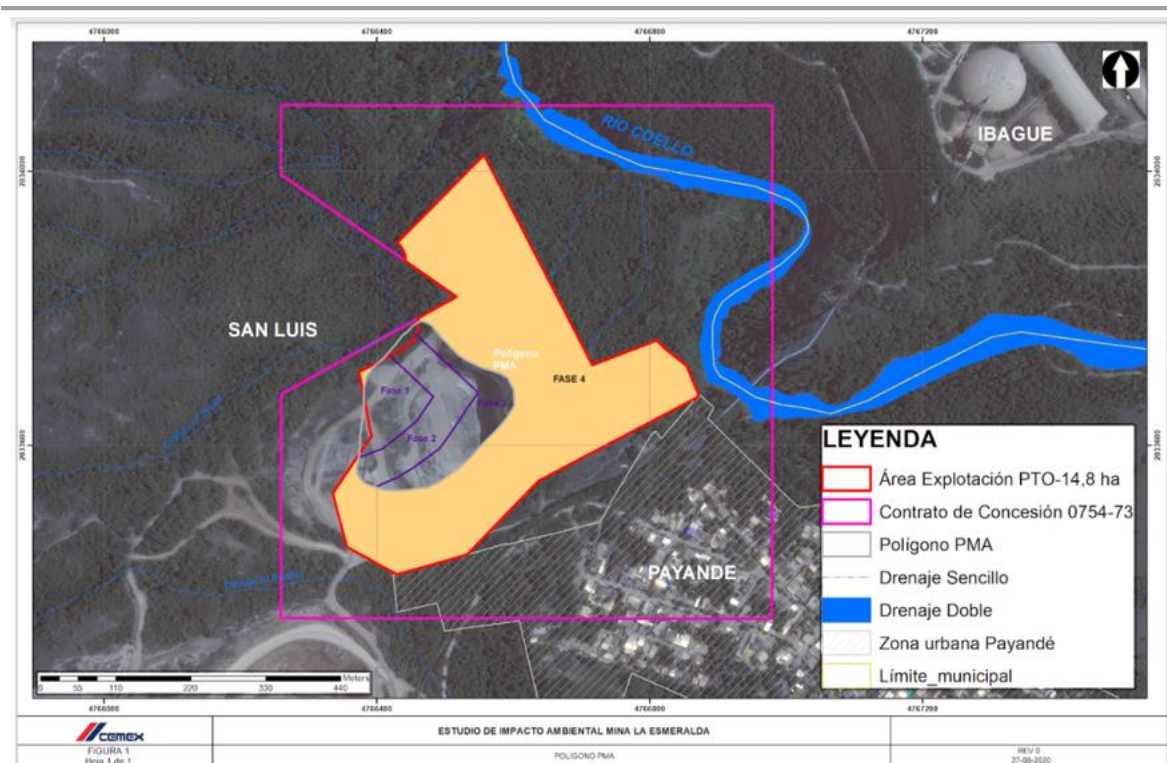 4766000 4766400 4766800 4767200
RÍO COELLO
IBAGUE
2034000 2034000
SAN LUIS
Polígono
PMA
FASE 4
Fase 1
Fase 2
2033600 2033600
PAYANDE
LEYENDA
Área Explotación PTO-14,8 ha
Contrato de Concesión 0754-73
Polígono PMA
Drenaje Sencillo
Drenaje Doble
Zona urbana Payandé
Límite_municipal
Meters
0 55 110 220 330 440
4766000 4766400 4766800 4767200
CEMEX
ESTUDIO DE IMPACTO AMBIENTAL MINA LA ESMERALDA
FIGURA 1
Hoja 1 de 1
POLIGONO PMA
REV 0
27-08-2020